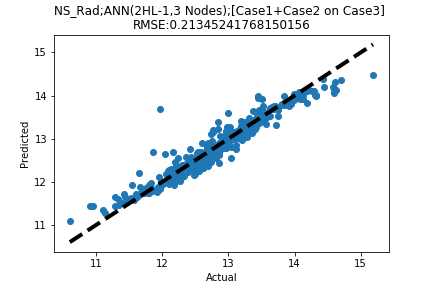 NS_Rad;ANN(2HL-1,3 Nodes);[Case1+Case2 on Case3]
RMSE:0.21345241768150156
15
14
13
12
11
Predicted
11
12
13
14
15
Actual